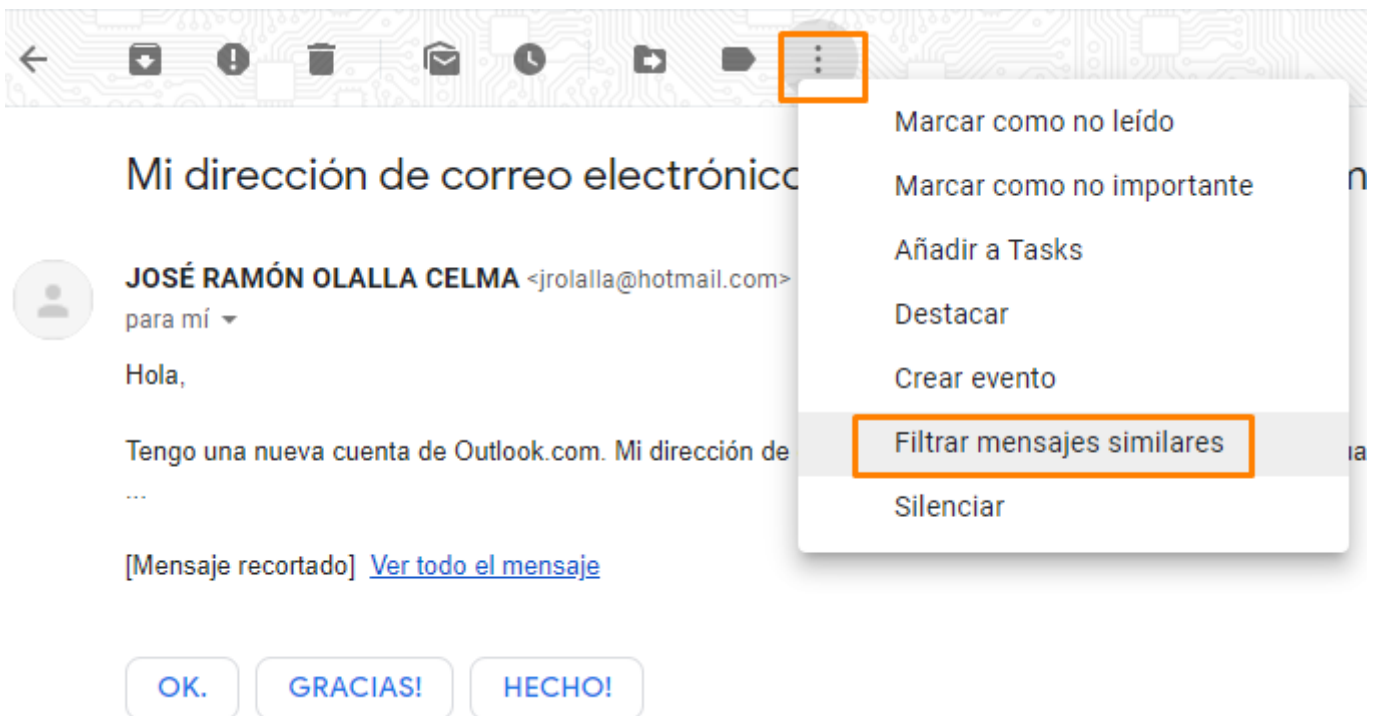 Marcar como no leído
Mi dirección de correo electrónico
Marcar como no importante
Añadir a Tasks
JOSÉ RAMÓN OLALLA CELMA <jrolalla@hotmail.com>
para mí
Destacar
Hola,
Crear evento
Tengo una nueva cuenta de Outlook.com. Mi dirección de
Filtrar mensajes similares
...
Silenciar
[Mensaje recortado] Ver todo el mensaje
OK. GRACIAS! HECHO!